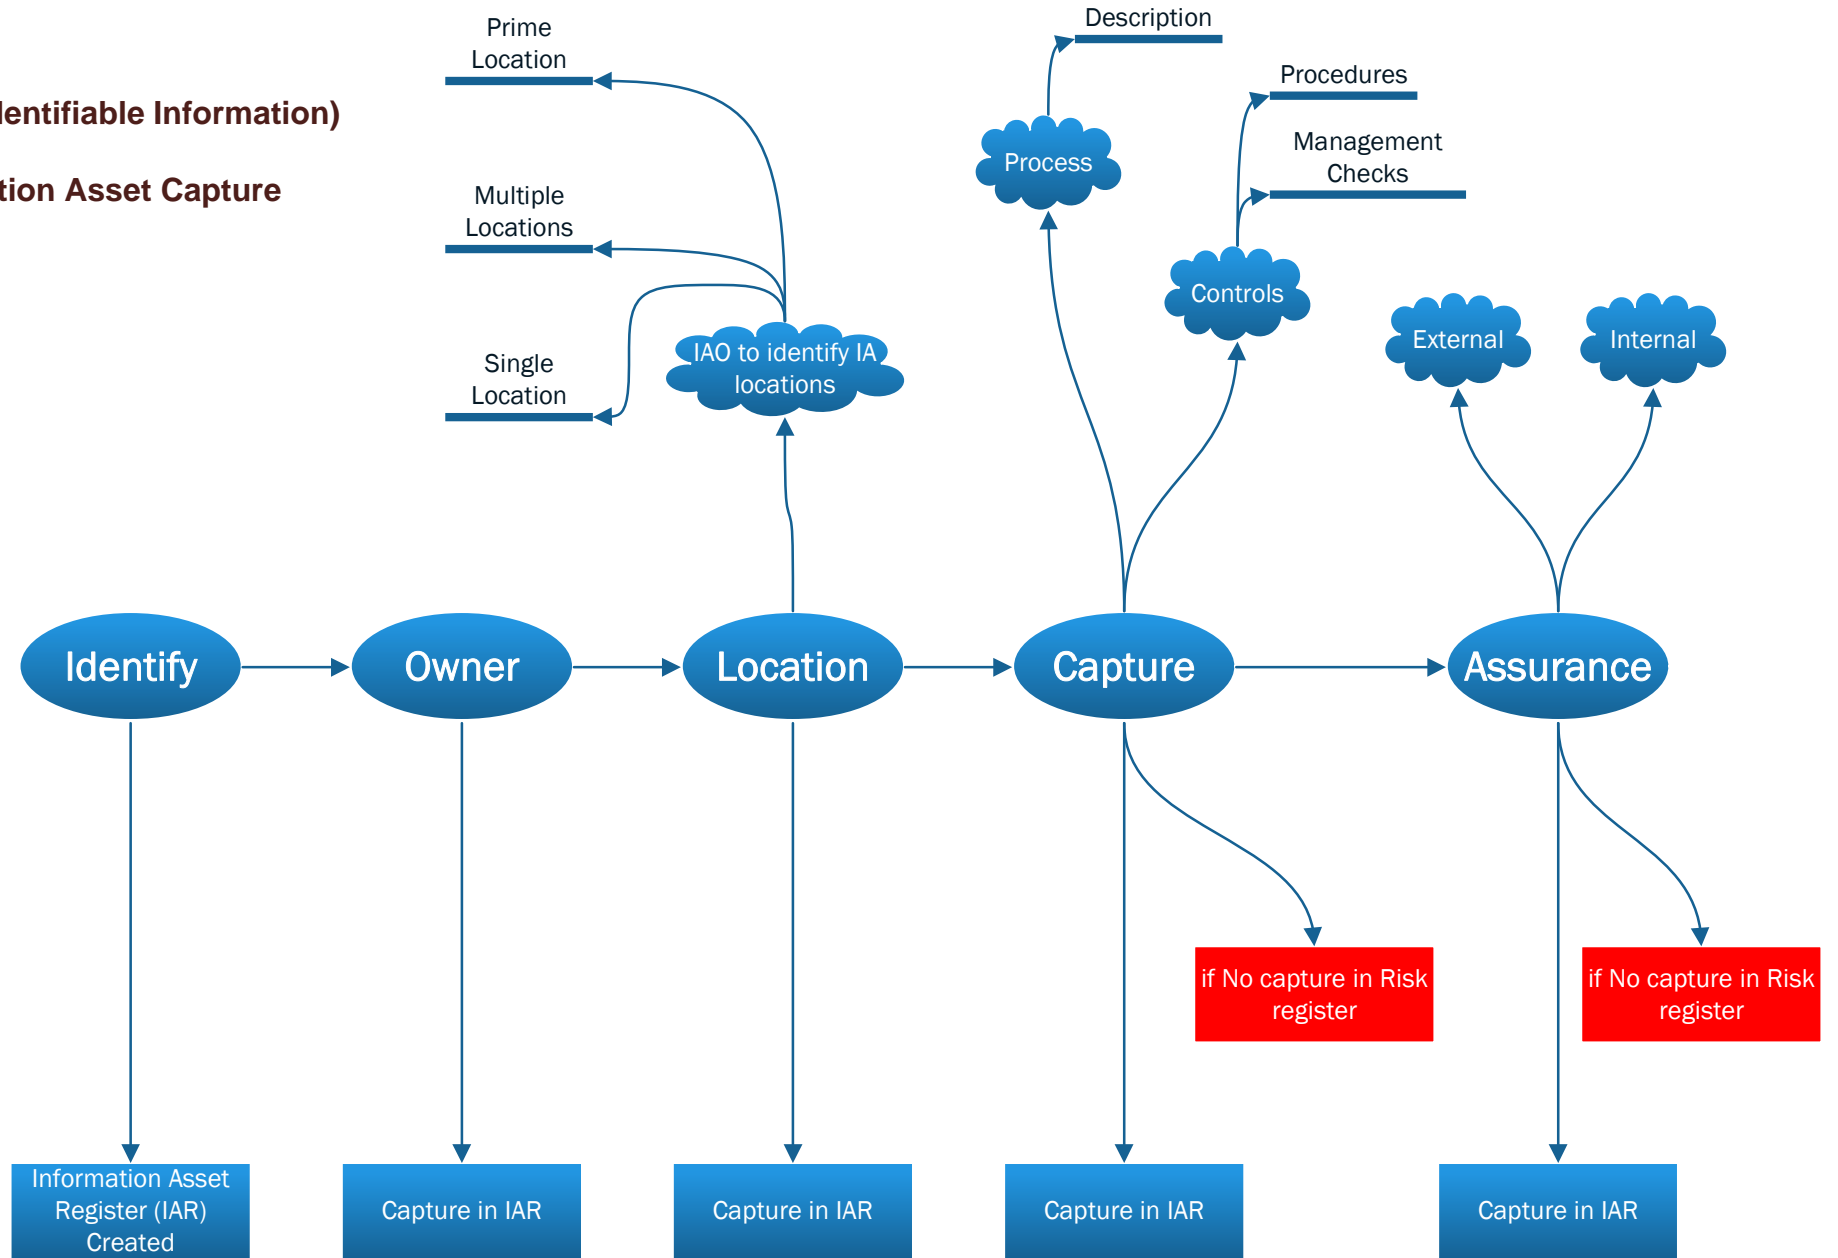 Prime
Location
dentifiable Information)
tion Asset Capture
Multiple
Locations
Single
Location
IAO to identify IA
locations
Description
Process
Procedures
Management
Checks
Controls
External
Internal
Identify
Owner
Location
Capture
Assurance
if No capture in Risk
register
if No capture in Risk
register
Information Asset
Register (IAR)
Created
Capture in IAR
Capture in IAR
Capture in IAR
Capture in IAR